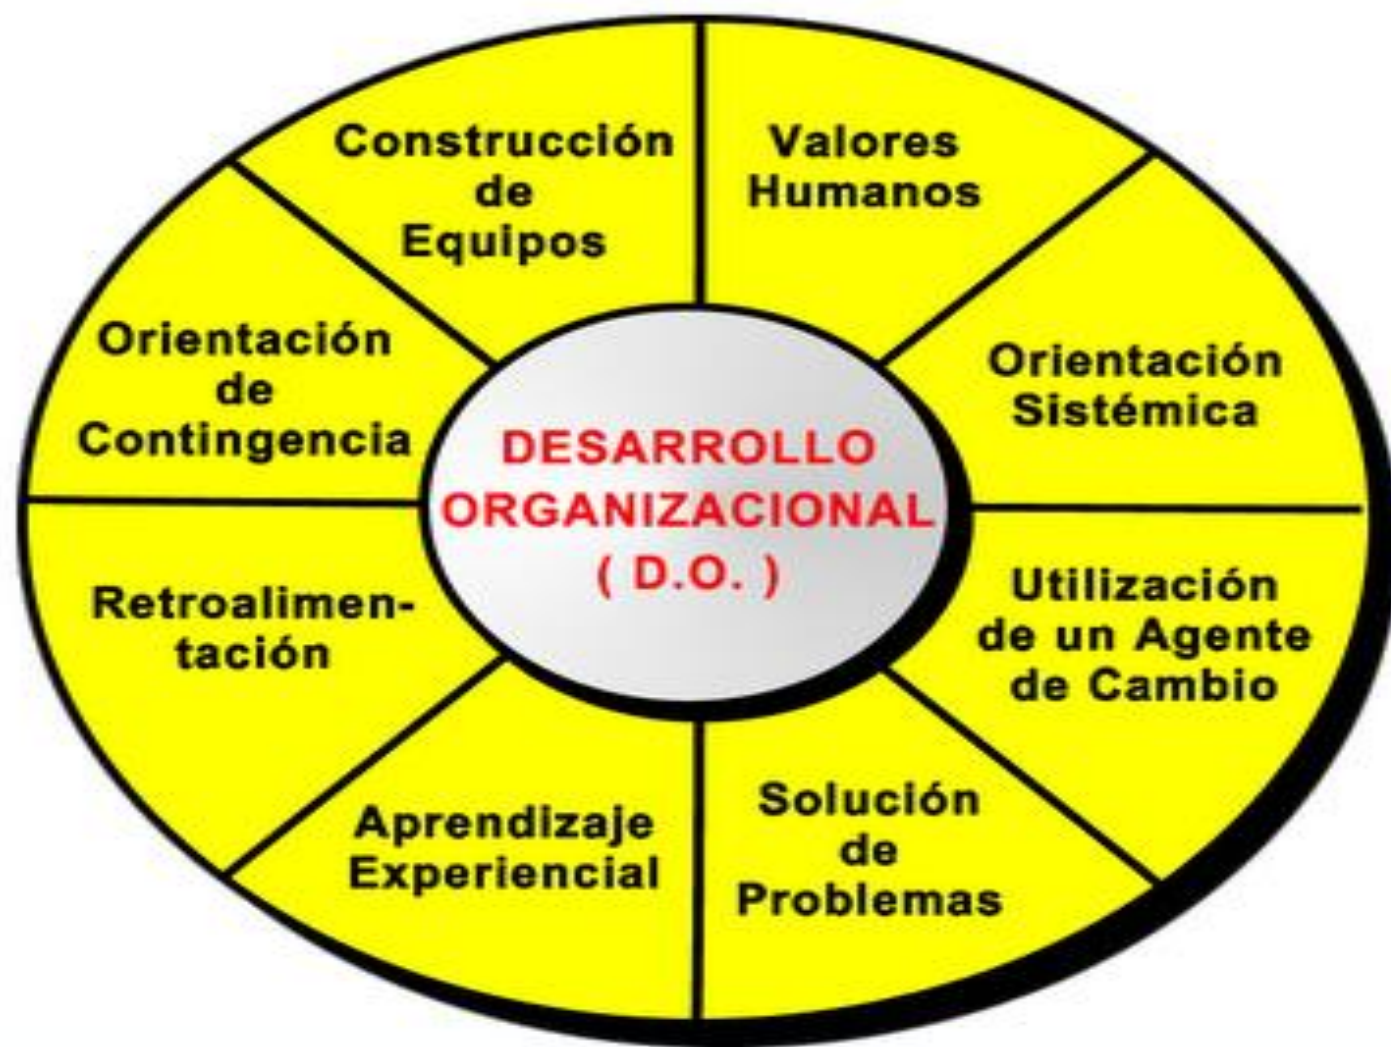 Construcción
de
Equipos
Valores
Humanos
Orientación
Sistémica
Utilización
de un Agente
de Cambio
Solución
de
Problemas
Aprendizaje
Experiencial
Retroalimen-
tación
Orientación
de
Contingencia
DESARROLLO
ORGANIZACIONAL
( D.O. )